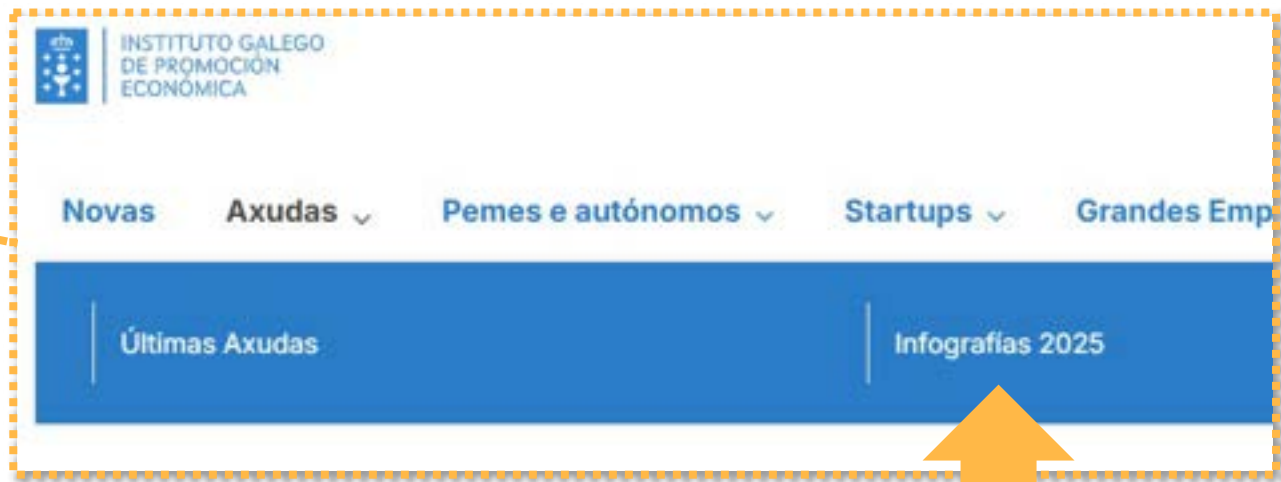 INSTITUTO GALEGO
DE PROMOCIÓN
ECONÓMICA
Novas Axudas Pemes e autónomos Startups Grandes Emp
Últimas Axudas Infografías 2025